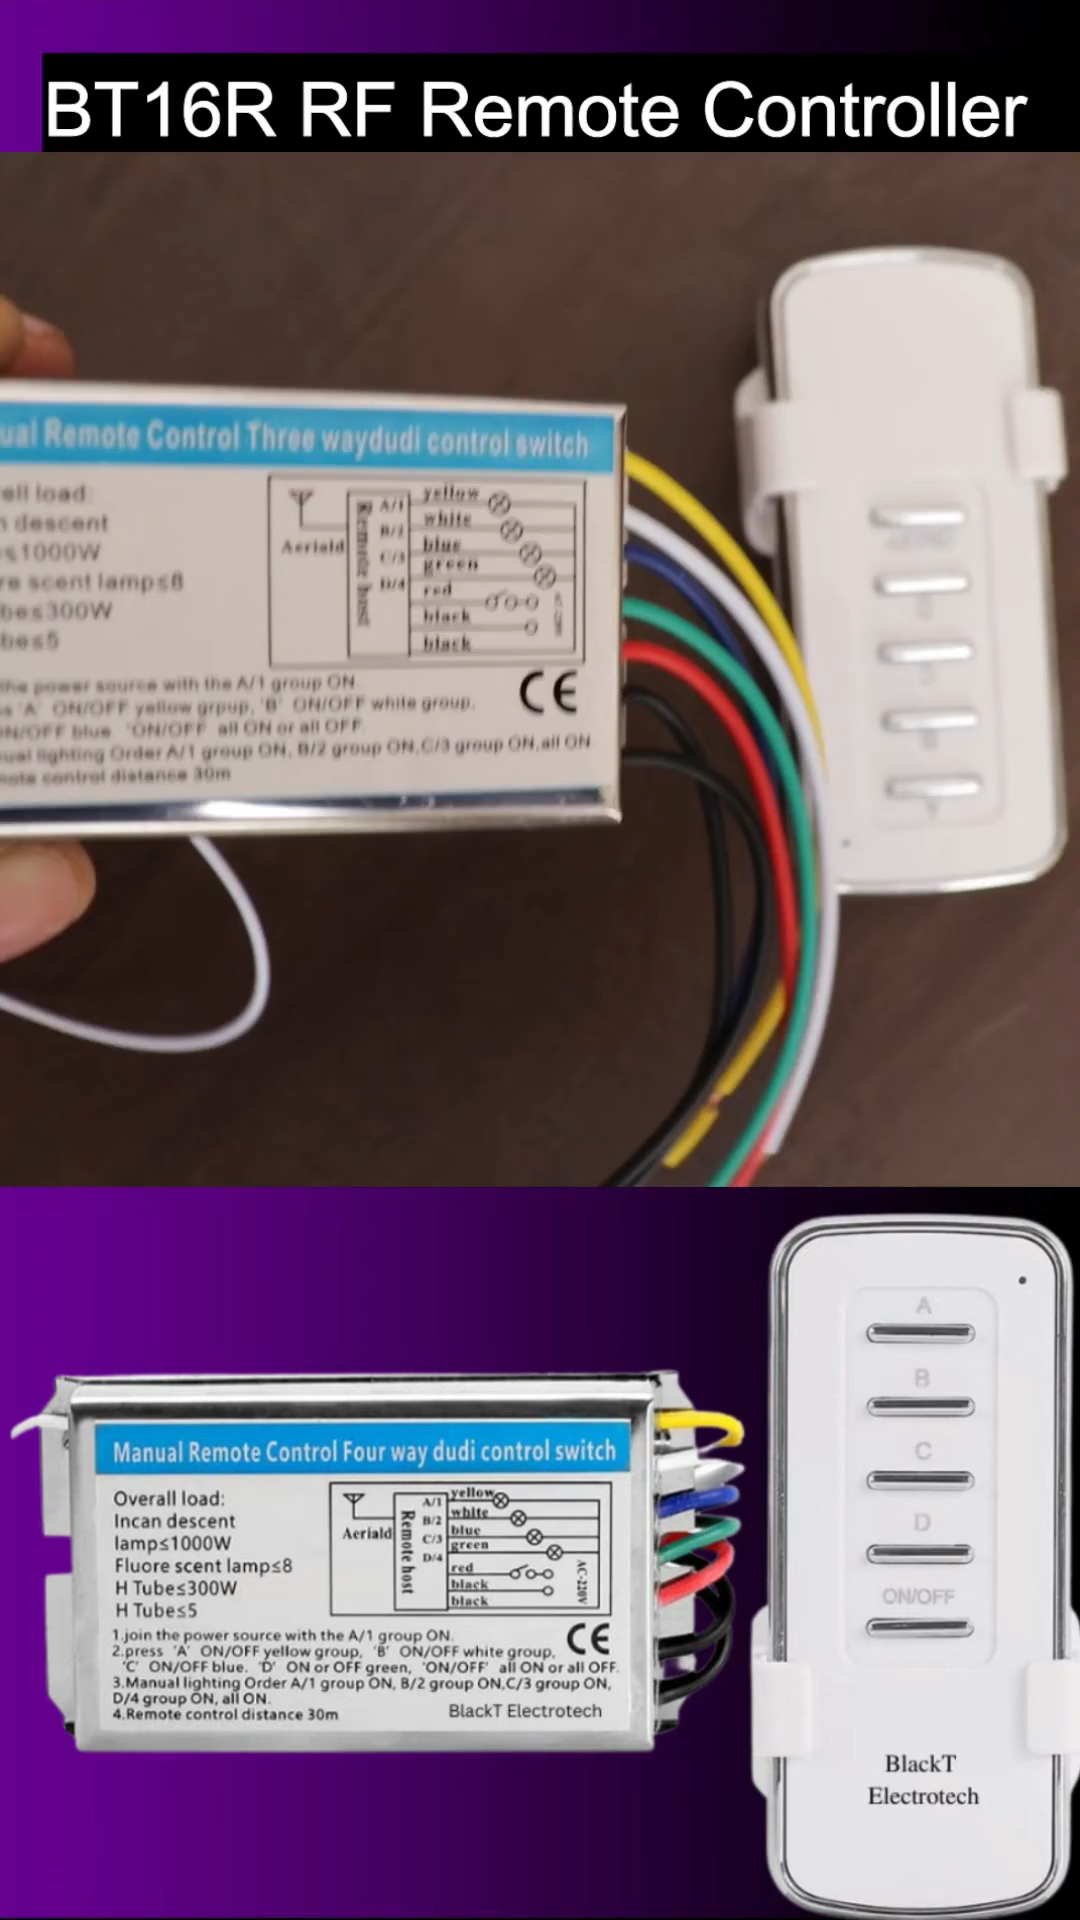 BT16R RF Remote Controller
ual Remote Control Three waydudi control switch
ell load:
n descent
≤1000W
re scent lamp≤8
be≤300W
be≤5
Aeriald
Remote host
A/1
B/2
C/3
D/4
yellow
white
blue
green
red
black
black
CE
he power source with the A/1 group ON.
s 'A' ON/OFF yellow grpup, 'B' ON/OFF white group,
ON/OFF blue 'ON/OFF' all ON or all OFF.
nual lighting Order A/1 group ON, B/2 group ON,C/3 group ON,all ON
mote control distance 30m
Manual Remote Control Four way dudi control switch
Overall load:
Incan descent
lamp≤1000W
Fluore scent lamp≤8
H Tube≤300W
H Tube≤5
Aeriald
Remote host
A/1
B/2
C/3
D/4
yellow
white
blue
green
red
black
black
AC-220V
CE
1.join the power source with the A/1 group ON.
2.press 'A' ON/OFF yellow group, 'B' ON/OFF white group,
'C' ON/OFF blue. 'D' ON or OFF green, 'ON/OFF' all ON or all OFF.
3.Manual lighting Order A/1 group ON, B/2 group ON,C/3 group ON,
D/4 group ON, all ON.
4.Remote control distance 30m
BlackT Electrotech
A
B
C
D
ON/OFF
BlackT
Electrotech